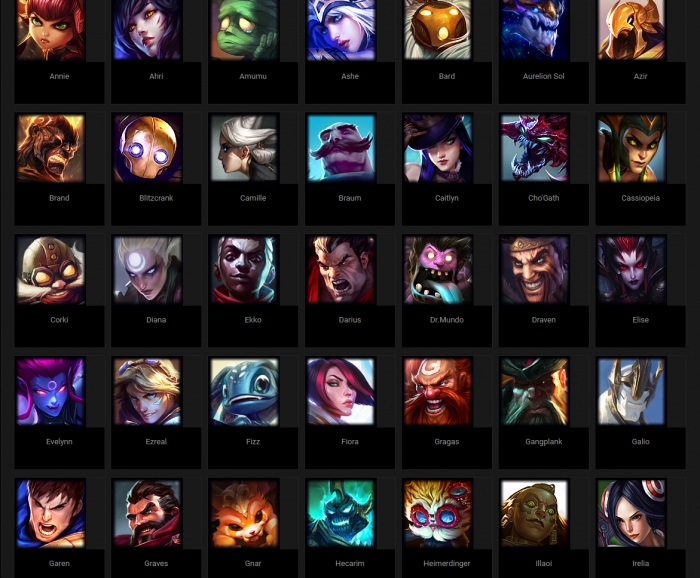 Annie Ahri Amumu Ashe Bard Aurelion Sol Azir
Brand Blitzcrank Camille Braum Caitlyn Cho'Gath Cassiopeia
Corki Diana Ekko Darius Dr.Mundo Draven Elise
Evelynn Ezreal Fizz Fiora Gragas Gangplank Galio
Garen Graves Gnar Hecarim Heimerdinger Illaoi Irelia